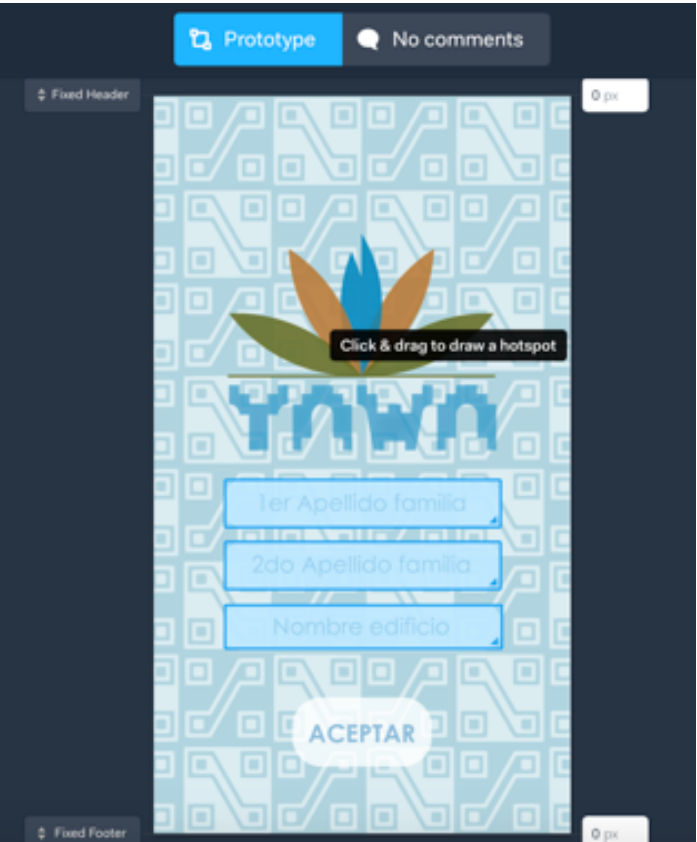 Prototype
No comments
Fixed Header
0 px
Click & drag to draw a hotspot
YAWA
1er Apellido familia
2do Apellido familia
Nombre edificio
ACEPTAR
Fixed Footer
0 px